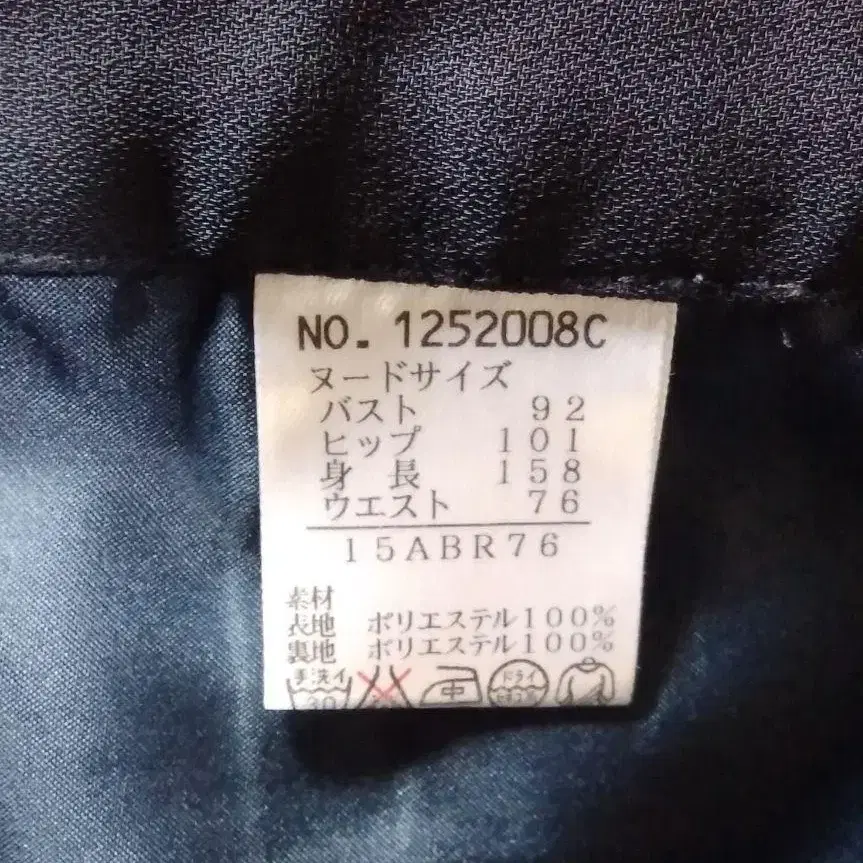 NO. 1252008C
ヌードサイズ
バスト 92
ヒップ 101
身長 158
ウエスト 76
15ABR76
素材
表地 ポリエステル100%
裏地 ポリエステル100%
手洗イ 30 中 ドライ